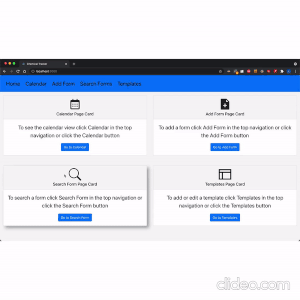 localhost:3000
Home Calendar Add Form Search Forms Templates
Calendar Page Card
To see the calendar view click Calendar in the top
navigation or click the Calendar button
Go to Calendar
Add Form Page Card
To add a form click Add Form in the top navigation or
click the Add Form button
Go to Add Form
Search Form Page Card
To search a form click Search Form in the top navigation or
click the Search Form button
Go to Search Form
Templates Page Card
To add or edit a template click Templates in the top
navigation or click Templates button
Go to Templates
clideo.com